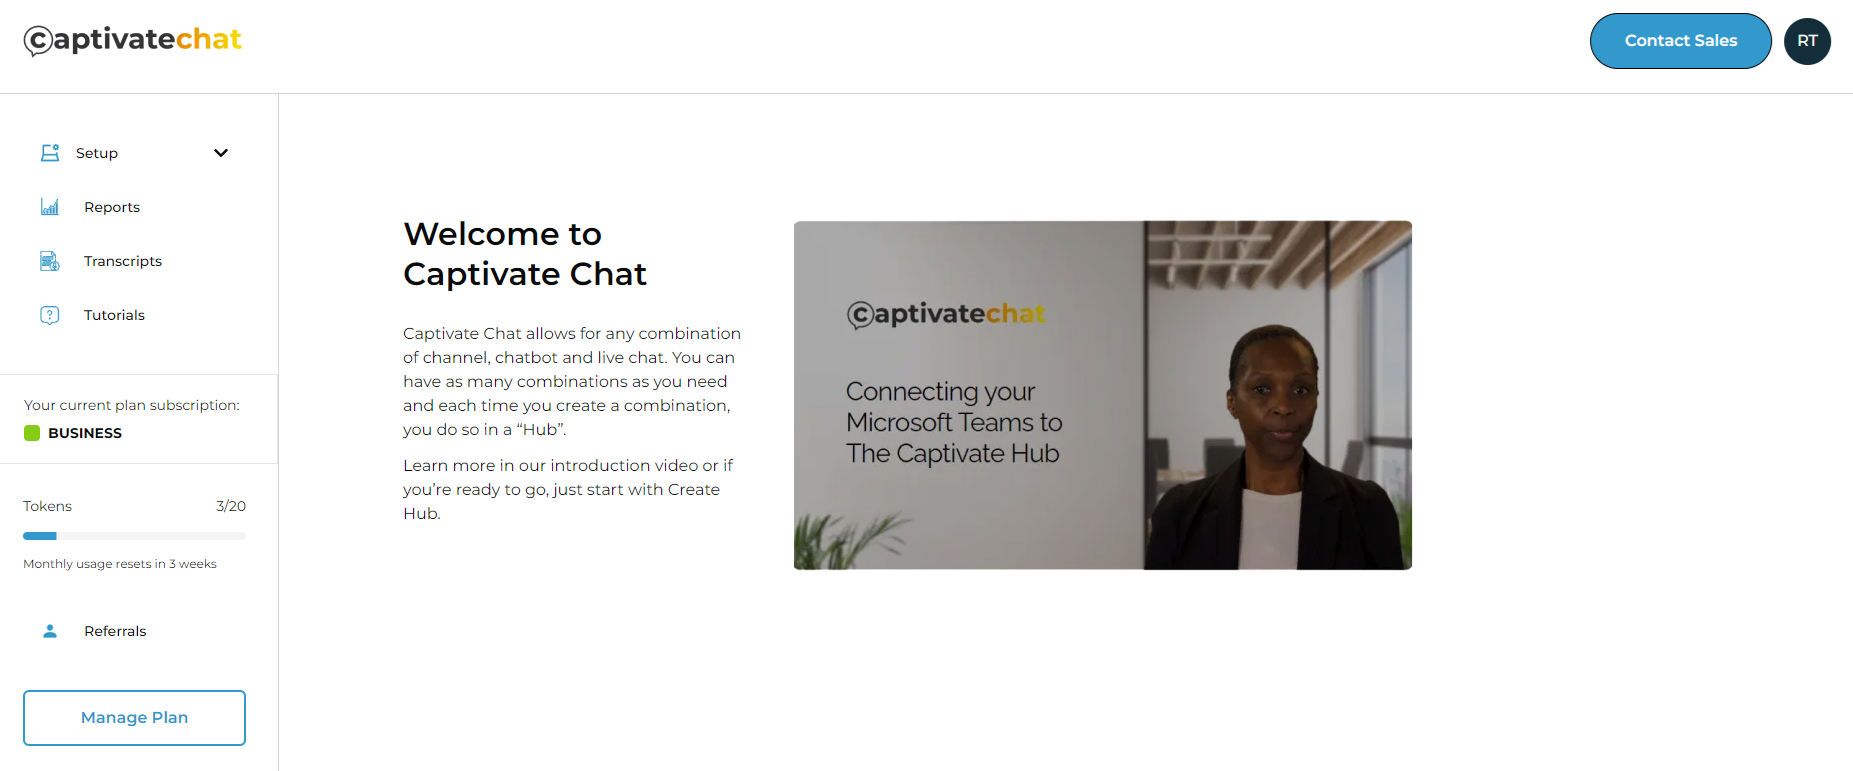 captivatechat
Contact Sales
RT
Setup
Reports
Transcripts
Tutorials
Your current plan subscription:
BUSINESS
Tokens 3/20
Monthly usage resets in 3 weeks
Referrals
Manage Plan
Welcome to
Captivate Chat
Captivate Chat allows for any combination
of channel, chatbot and live chat. You can
have as many combinations as you need
and each time you create a combination,
you do so in a “Hub”.
Learn more in our introduction video or if
you’re ready to go, just start with Create
Hub.
captivatechat
Connecting your
Microsoft Teams to
The Captivate Hub